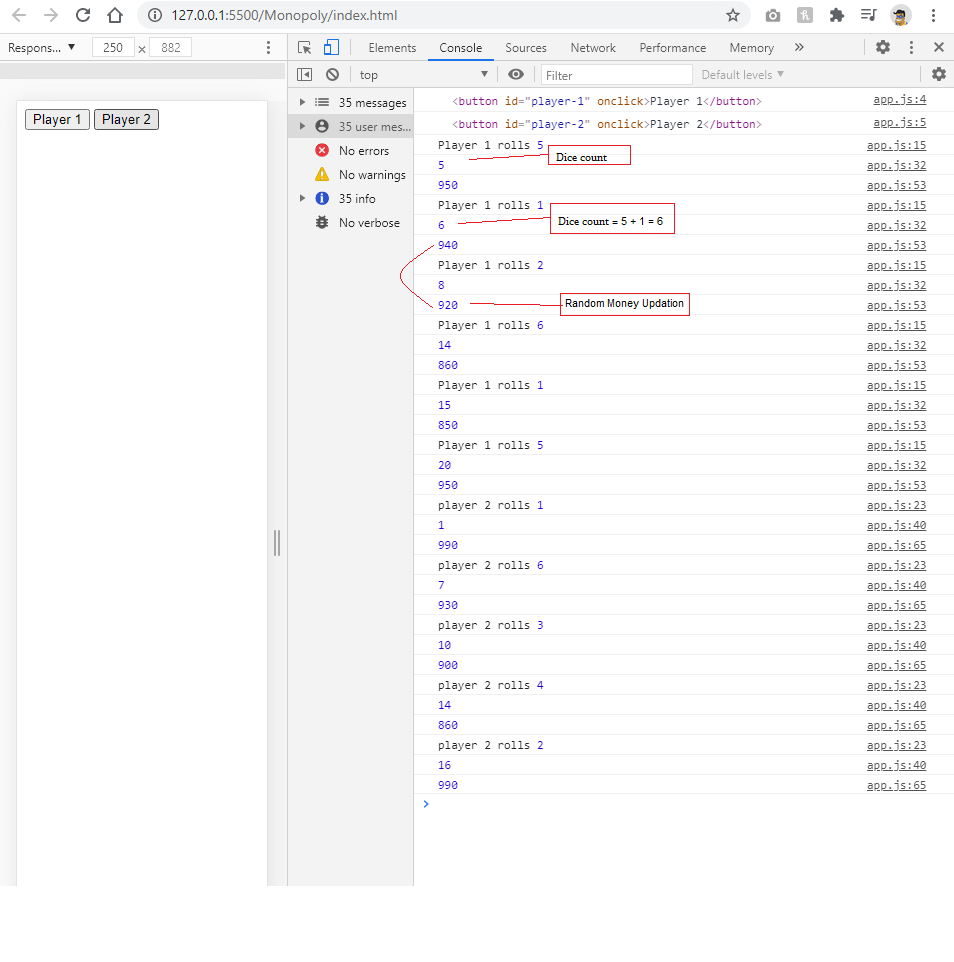 127.0.0.1:5500/Monopoly/index.html
Respons... ▼ 250 x 882
Elements Console Sources Network Performance Memory »
top ▼ Filter Default levels ▼
Player 1 Player 2
35 messages
35 user mes...
No errors
No warnings
35 info
No verbose
<button id="player-1" onclick>Player 1</button> app.js:4
<button id="player-2" onclick>Player 2</button> app.js:5
Player 1 rolls 5 app.js:15
Dice count
5 app.js:32
950 app.js:53
Player 1 rolls 1 app.js:15
6 Dice count = 5 + 1 = 6 app.js:32
940 app.js:53
Player 1 rolls 2 app.js:15
8 app.js:32
920 Random Money Updation app.js:53
Player 1 rolls 6 app.js:15
14 app.js:32
860 app.js:53
Player 1 rolls 1 app.js:15
15 app.js:32
850 app.js:53
Player 1 rolls 5 app.js:15
20 app.js:32
950 app.js:53
player 2 rolls 1 app.js:23
1 app.js:40
990 app.js:65
player 2 rolls 6 app.js:23
7 app.js:40
930 app.js:65
player 2 rolls 3 app.js:23
10 app.js:40
900 app.js:65
player 2 rolls 4 app.js:23
14 app.js:40
860 app.js:65
player 2 rolls 2 app.js:23
16 app.js:40
990 app.js:65